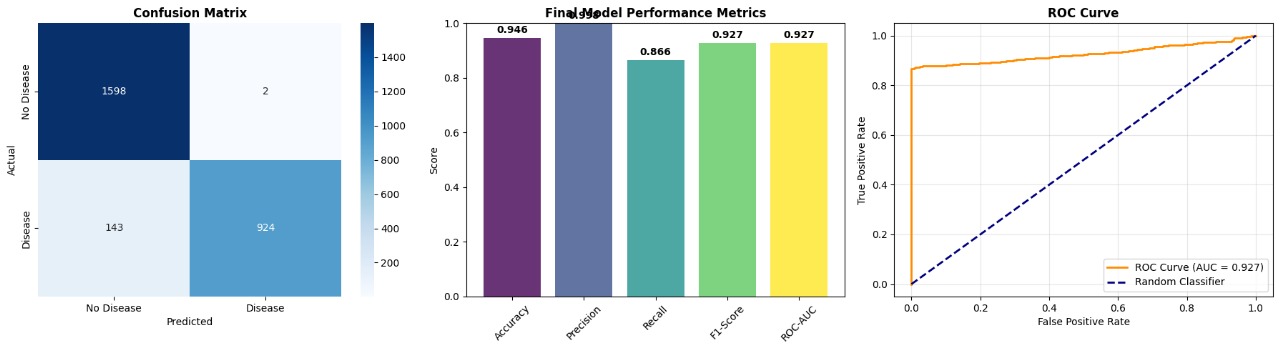 Confusion Matrix
No Disease
Disease
Actual
1598
2
143
924
No Disease
Disease
Predicted
1400
1200
1000
800
600
400
200
Final Model Performance Metrics
1.0
0.8
0.6
0.4
0.2
0.0
Score
0.946
0.998
0.866
0.927
0.927
Accuracy
Precision
Recall
F1-Score
ROC-AUC
ROC Curve
1.0
0.8
0.6
0.4
0.2
0.0
True Positive Rate
ROC Curve (AUC = 0.927)
Random Classifier
0.0
0.2
0.4
0.6
0.8
1.0
False Positive Rate